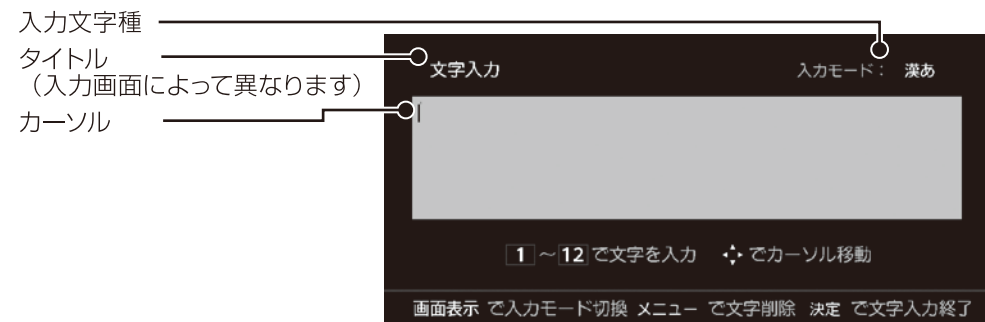 入力文字種
タイトル
（入力画面によって異なります）
カーソル
文字入力
入力モード： 漢あ
1 ～ 12 で文字を入力 でカーソル移動
画面表示 で入力モード切換 メニュー で文字削除 決定 で文字入力終了